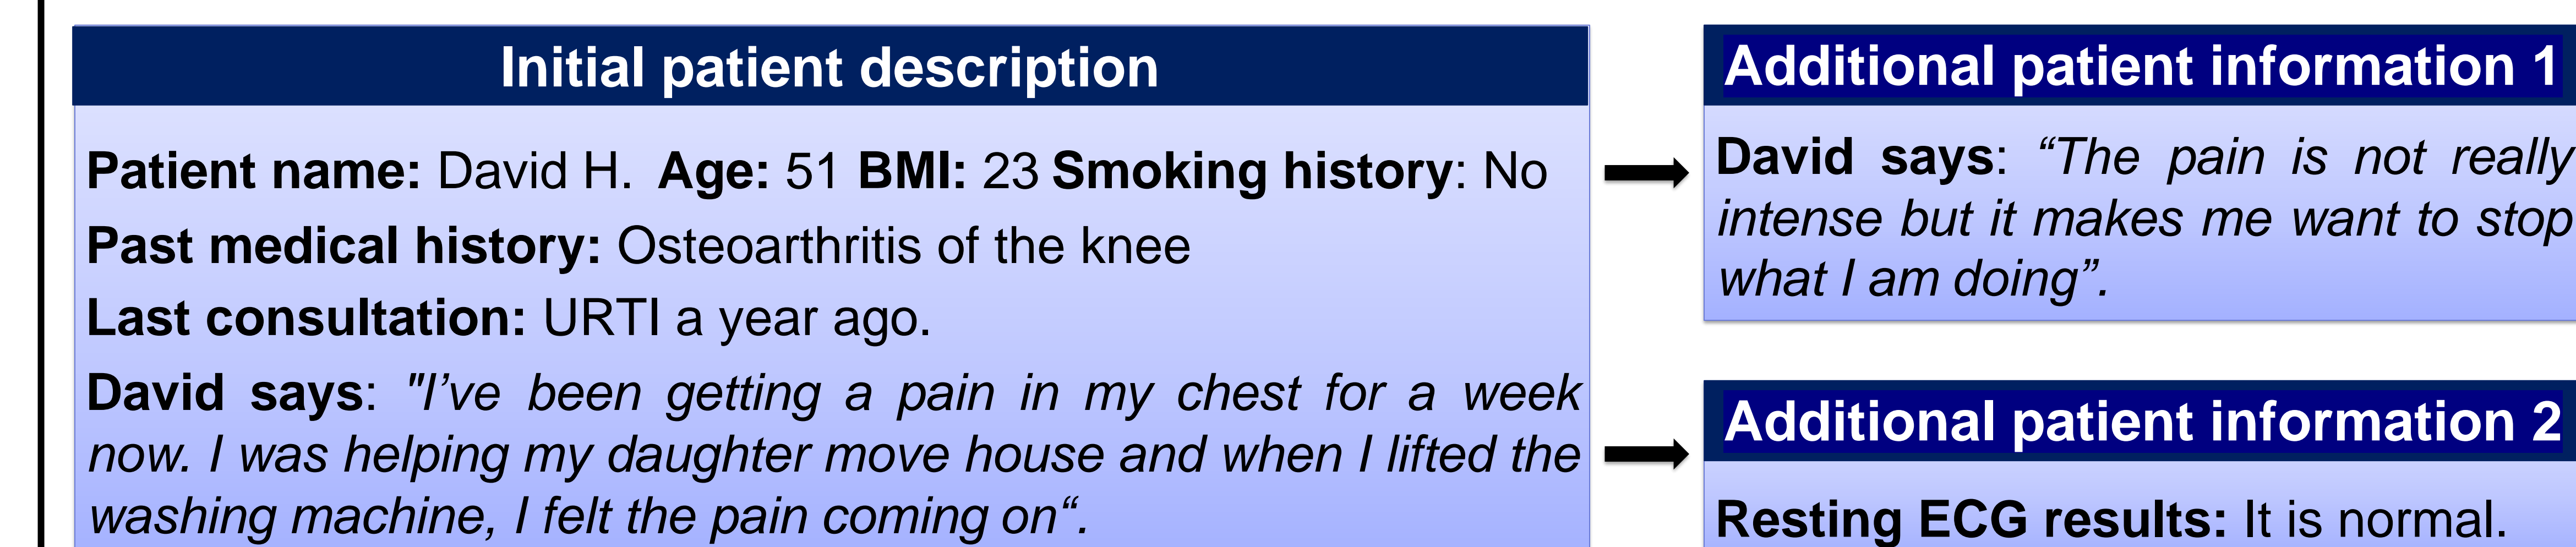 Initial patient description
Patient name: David H. Age: 51 BMI: 23 Smoking history: No
Past medical history: Osteoarthritis of the knee
Last consultation: URTI a year ago.
David says: "I’ve been getting a pain in my chest for a week
now. I was helping my daughter move house and when I lifted the
washing machine, I felt the pain coming on“.
Additional patient information 1
David says: “The pain is not really
intense but it makes me want to stop
what I am doing”.
Additional patient information 2
Resting ECG results: It is normal.